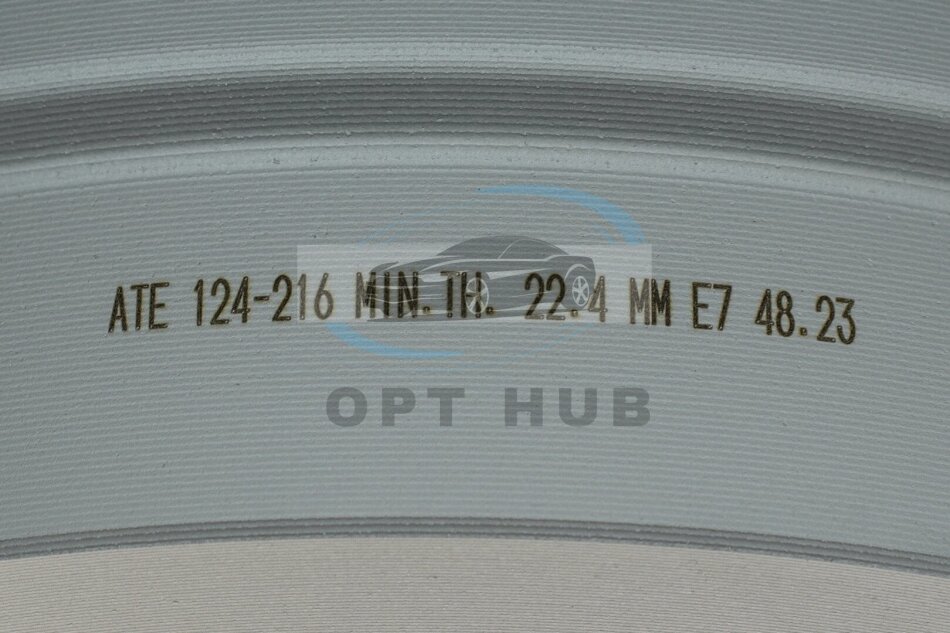 ATE 124-216 MIN.TH. 22.4 MM E7 48.23
OPT HUB